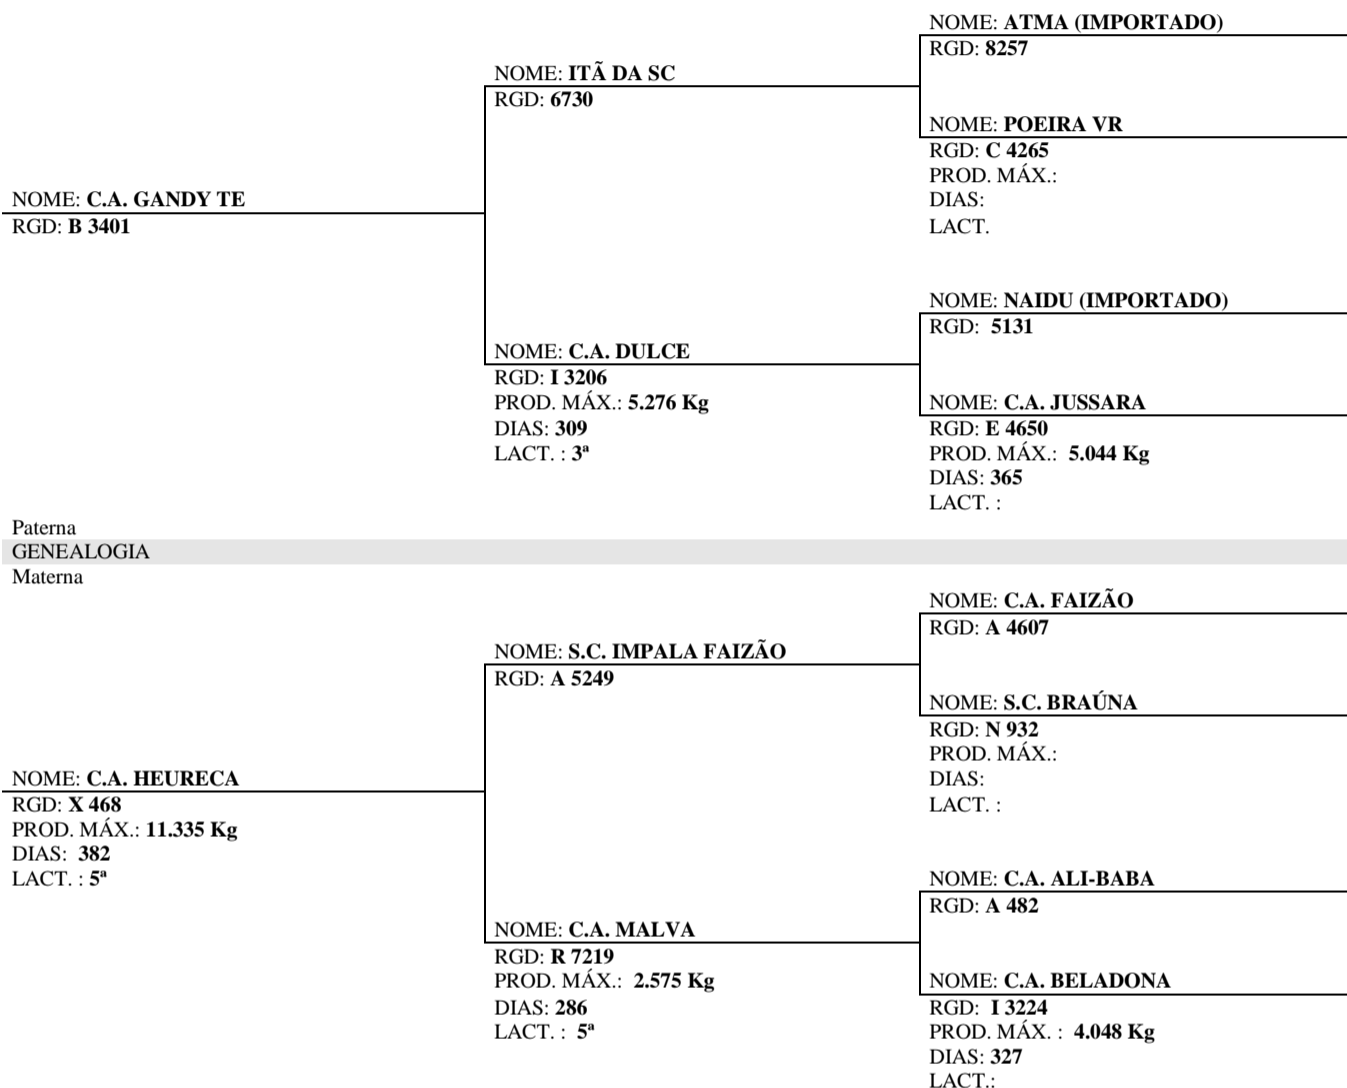 NOME: ATMA (IMPORTADO)
RGD: 8257
NOME: ITÃ DA SC
RGD: 6730
NOME: POEIRA VR
RGD: C 4265
PROD. MÁX.:
DIAS:
LACT.
NOME: C.A. GANDY TE
RGD: B 3401
NOME: NAIDU (IMPORTADO)
RGD: 5131
NOME: C.A. DULCE
RGD: I 3206
PROD. MÁX.: 5.276 Kg
DIAS: 309
LACT. : 3ª
NOME: C.A. JUSSARA
RGD: E 4650
PROD. MÁX.: 5.044 Kg
DIAS: 365
LACT. :
Paterna
GENEALOGIA
Materna
NOME: C.A. FAIZÃO
RGD: A 4607
NOME: S.C. IMPALA FAIZÃO
RGD: A 5249
NOME: S.C. BRAÚNA
RGD: N 932
PROD. MÁX.:
DIAS:
LACT. :
NOME: C.A. HEURECA
RGD: X 468
PROD. MÁX.: 11.335 Kg
DIAS: 382
LACT. : 5ª
NOME: C.A. ALI-BABA
RGD: A 482
NOME: C.A. MALVA
RGD: R 7219
PROD. MÁX.: 2.575 Kg
DIAS: 286
LACT. : 5ª
NOME: C.A. BELADONA
RGD: I 3224
PROD. MÁX. : 4.048 Kg
DIAS: 327
LACT.: